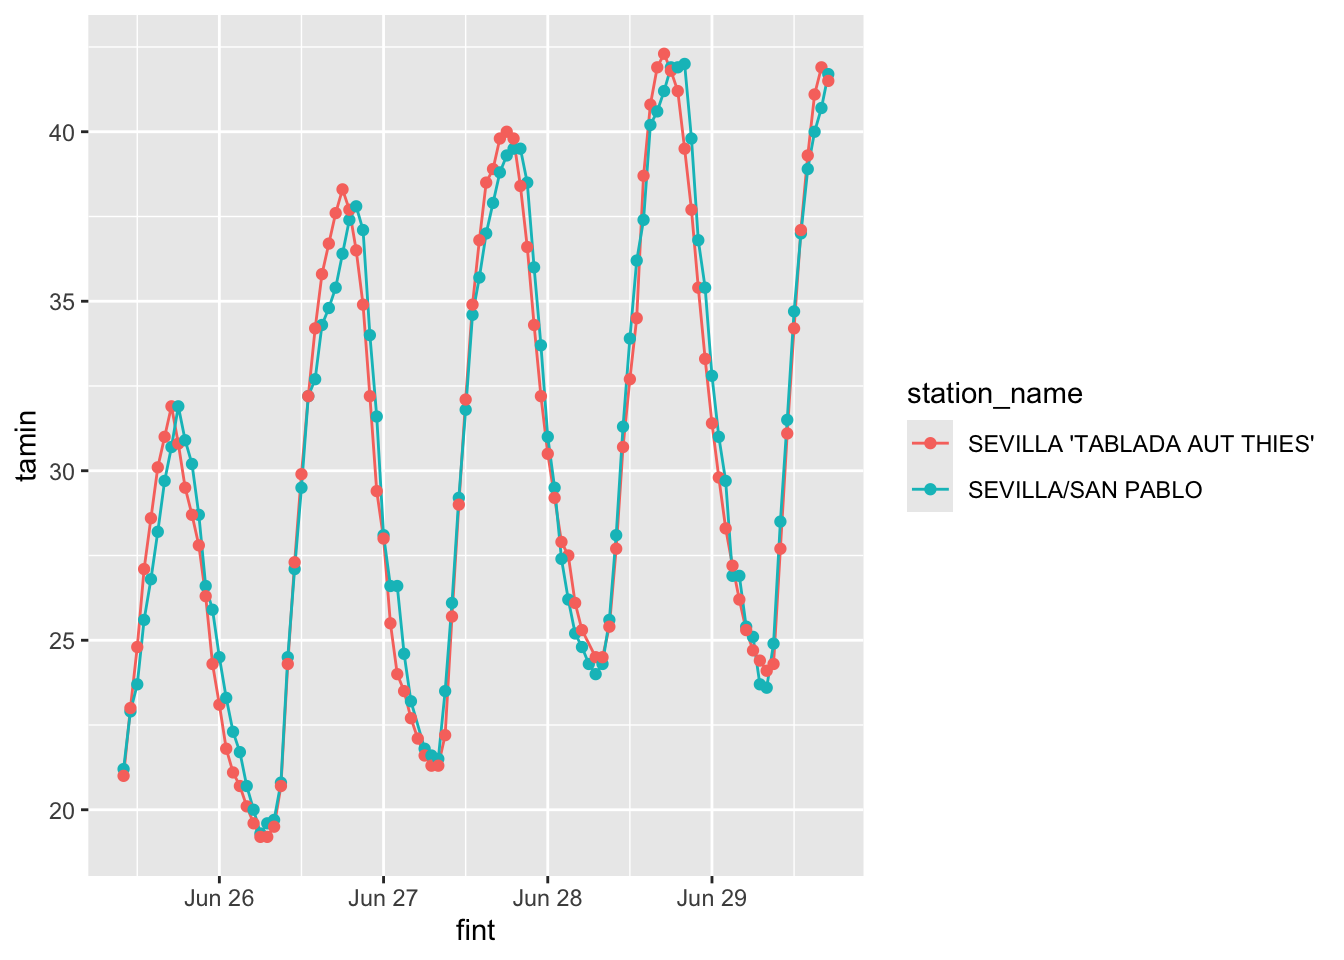 40
35
30
25
20
tamin
Jun 26
Jun 27
Jun 28
Jun 29
fint
station_name
SEVILLA 'TABLADA AUT THIES'
SEVILLA/SAN PABLO